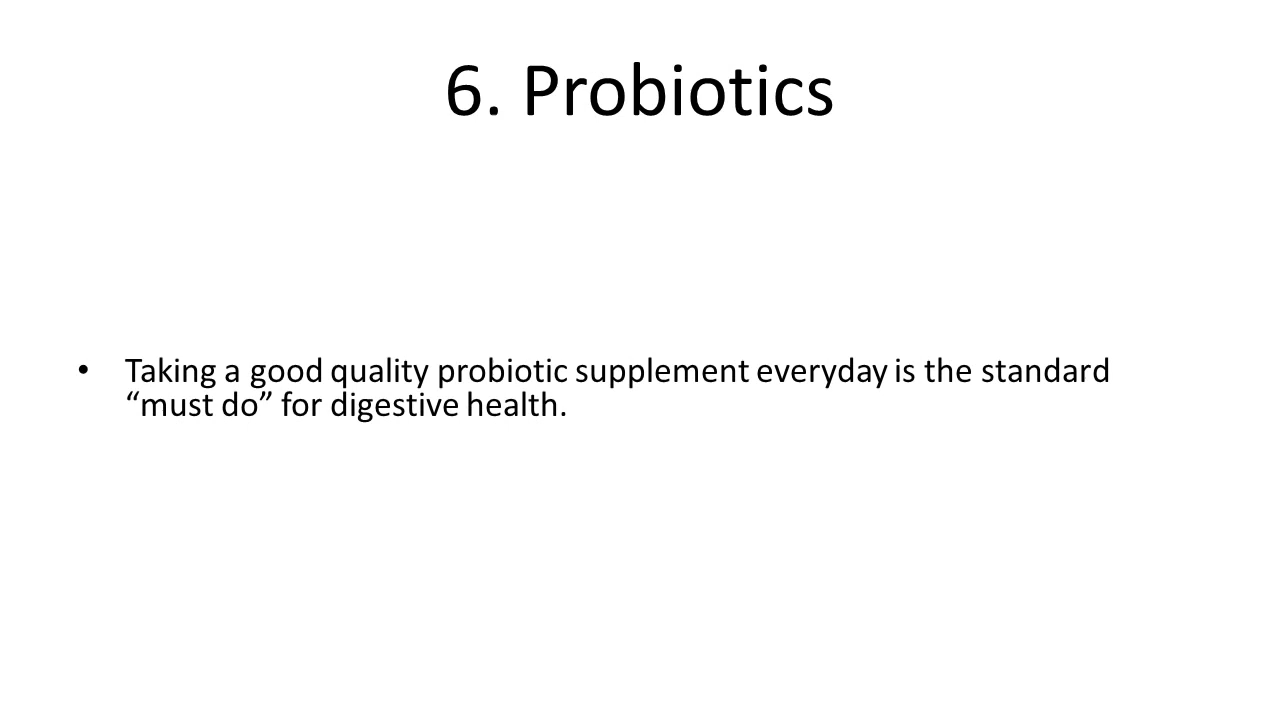 6. Probiotics
• Taking a good quality probiotic supplement everyday is the standard
“must do” for digestive health.